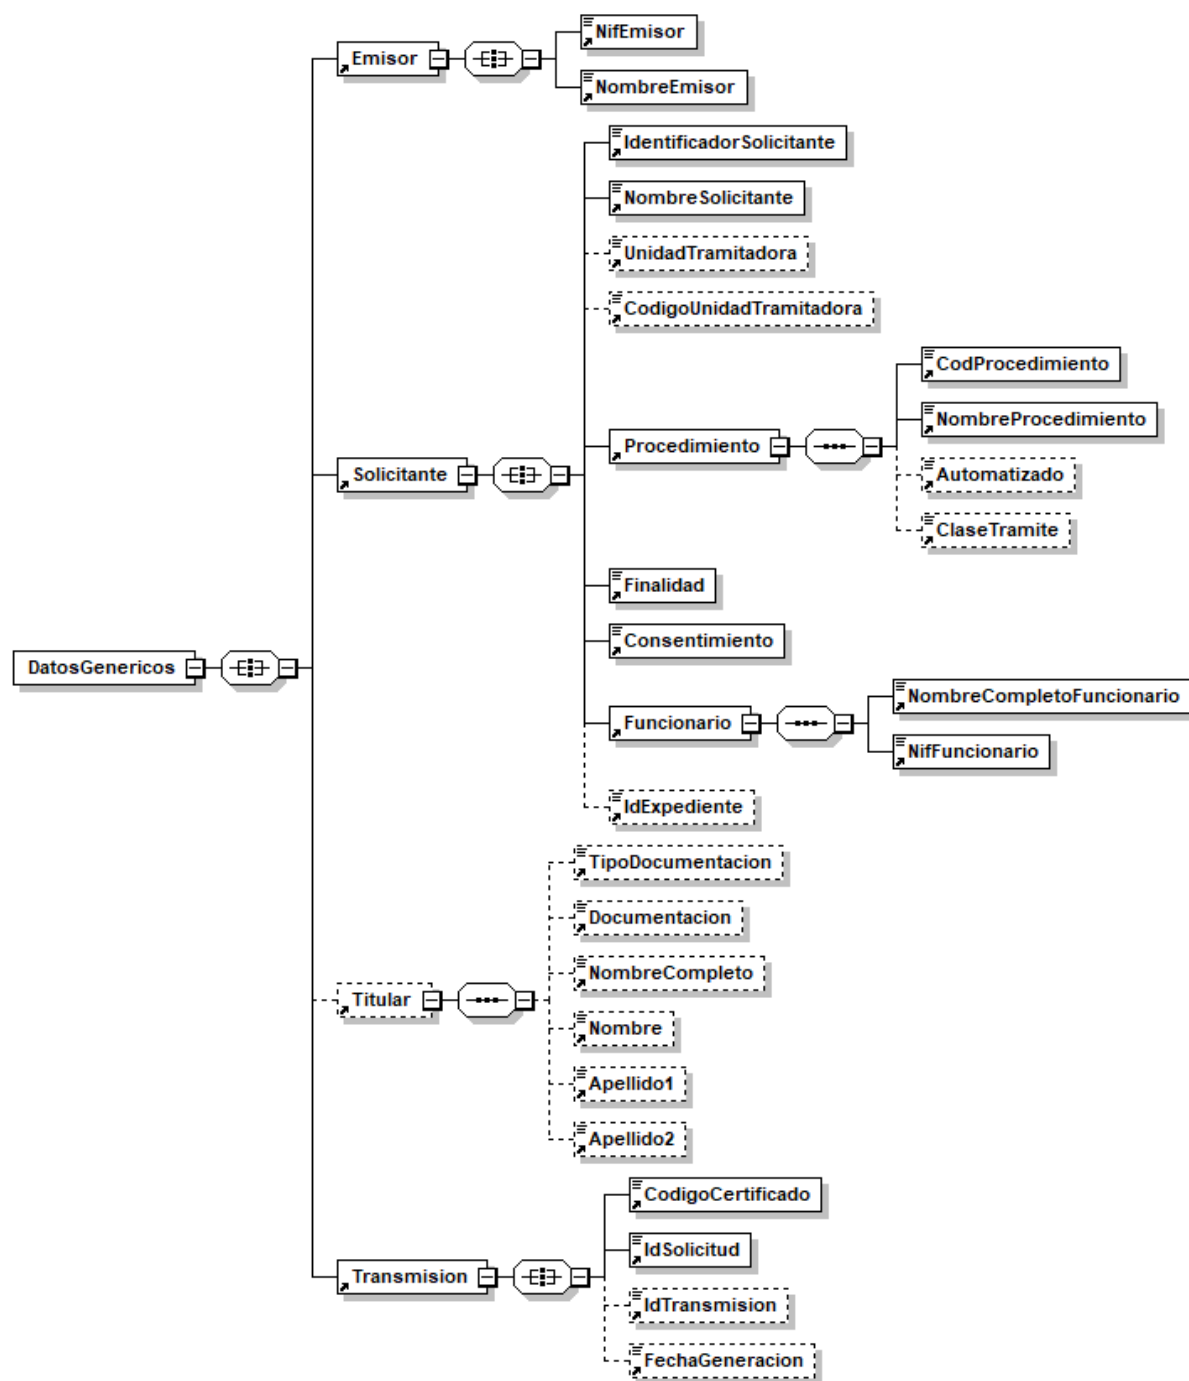 NifEmisor
Emisor
NombreEmisor
IdentificadorSolicitante
NombreSolicitante
UnidadTramitadora
CodigoUnidadTramitadora
CodProcedimiento
NombreProcedimiento
Procedimiento
Solicitante
Automatizado
ClaseTramite
Finalidad
Consentimiento
DatosGenericos
NombreCompletoFuncionario
Funcionario
NifFuncionario
IdExpediente
TipoDocumentacion
Documentacion
NombreCompleto
Titular
Nombre
Apellido1
Apellido2
CodigoCertificado
IdSolicitud
Transmision
IdTransmision
FechaGeneracion